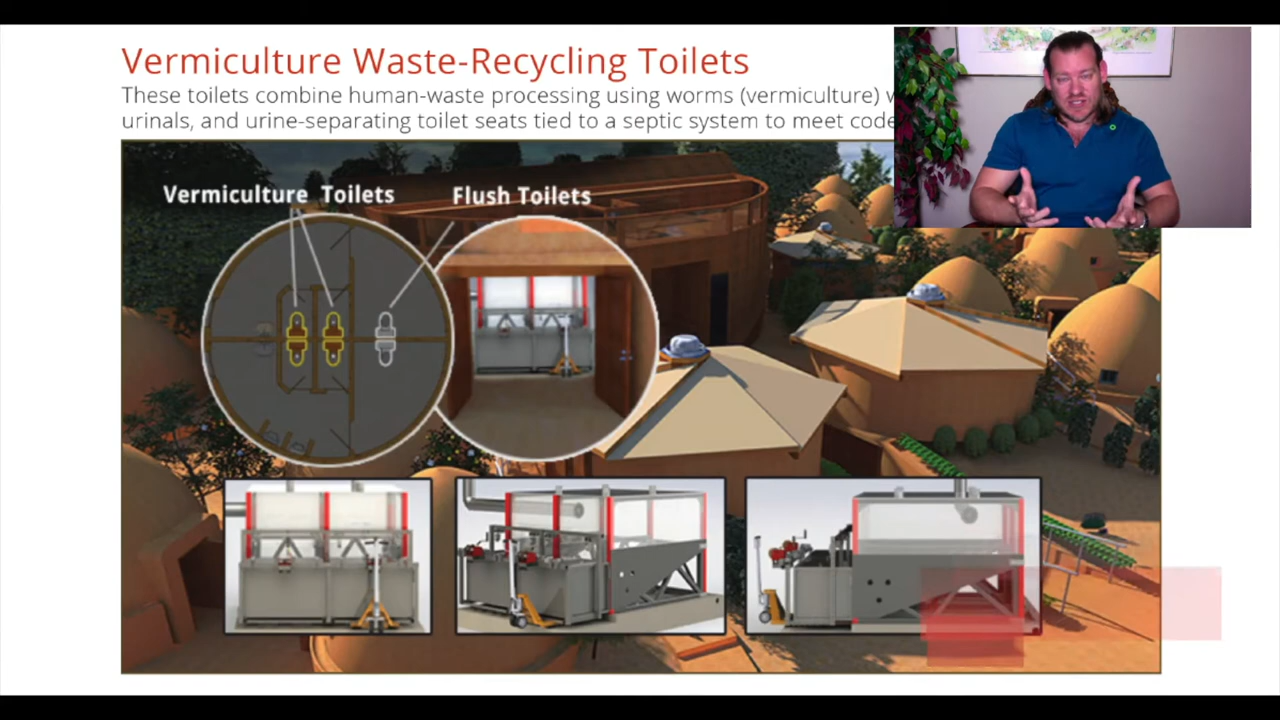 Vermiculture Waste-Recycling Toilets
These toilets combine human-waste processing using worms (vermiculture)
urinals, and urine-separating toilet seats tied to a septic system to meet code
Vermiculture Toilets
Flush Toilets